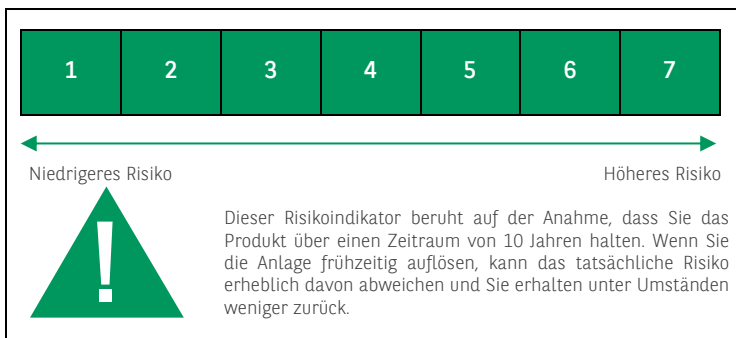 1 2 3 4 5 6 7
Niedrigeres Risiko Höheres Risiko
!
Dieser Risikoindikator beruht auf der Anahme, dass Sie das
Produkt über einen Zeitraum von 10 Jahren halten. Wenn Sie
die Anlage frühzeitig auflösen, kann das tatsächliche Risiko
erheblich davon abweichen und Sie erhalten unter Umständen
weniger zurück.